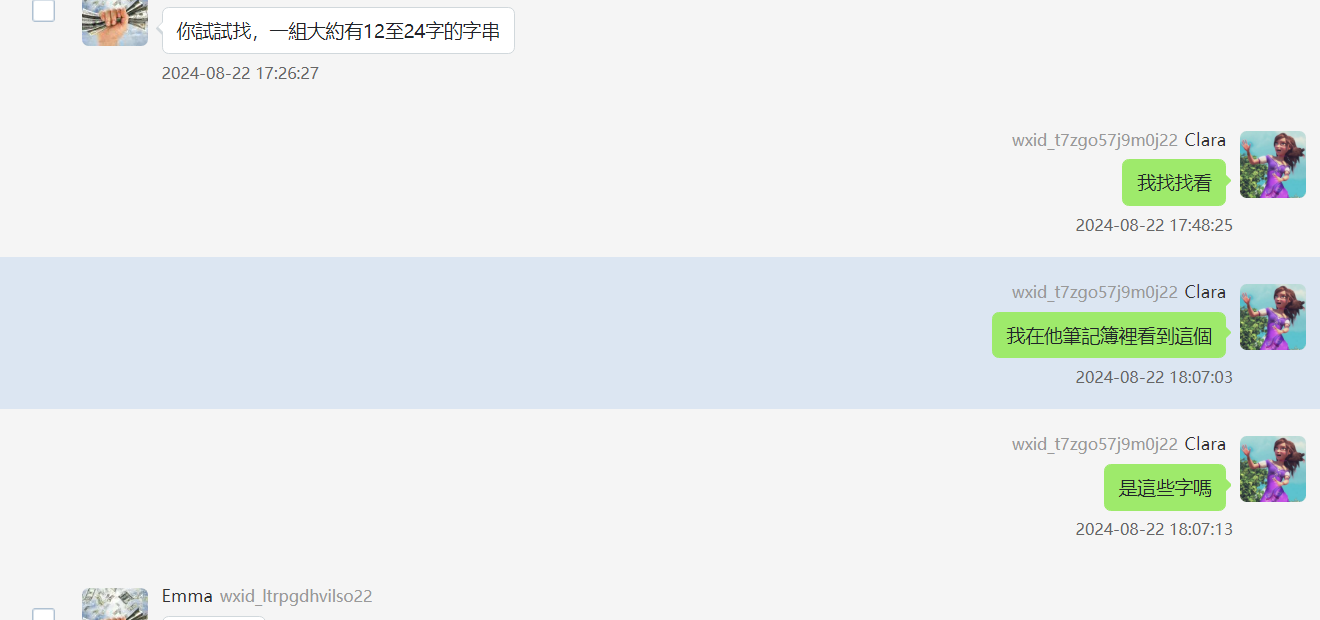 你試試找，一組大約有12至24字的字串
2024-08-22 17:26:27
wxid_t7zgo57j9m0j22 Clara
我找找看
2024-08-22 17:48:25
wxid_t7zgo57j9m0j22 Clara
我在他筆記簿裡看到這個
2024-08-22 18:07:03
wxid_t7zgo57j9m0j22 Clara
是這些字嗎
2024-08-22 18:07:13
Emma wxid_ltrpgdhvilso22